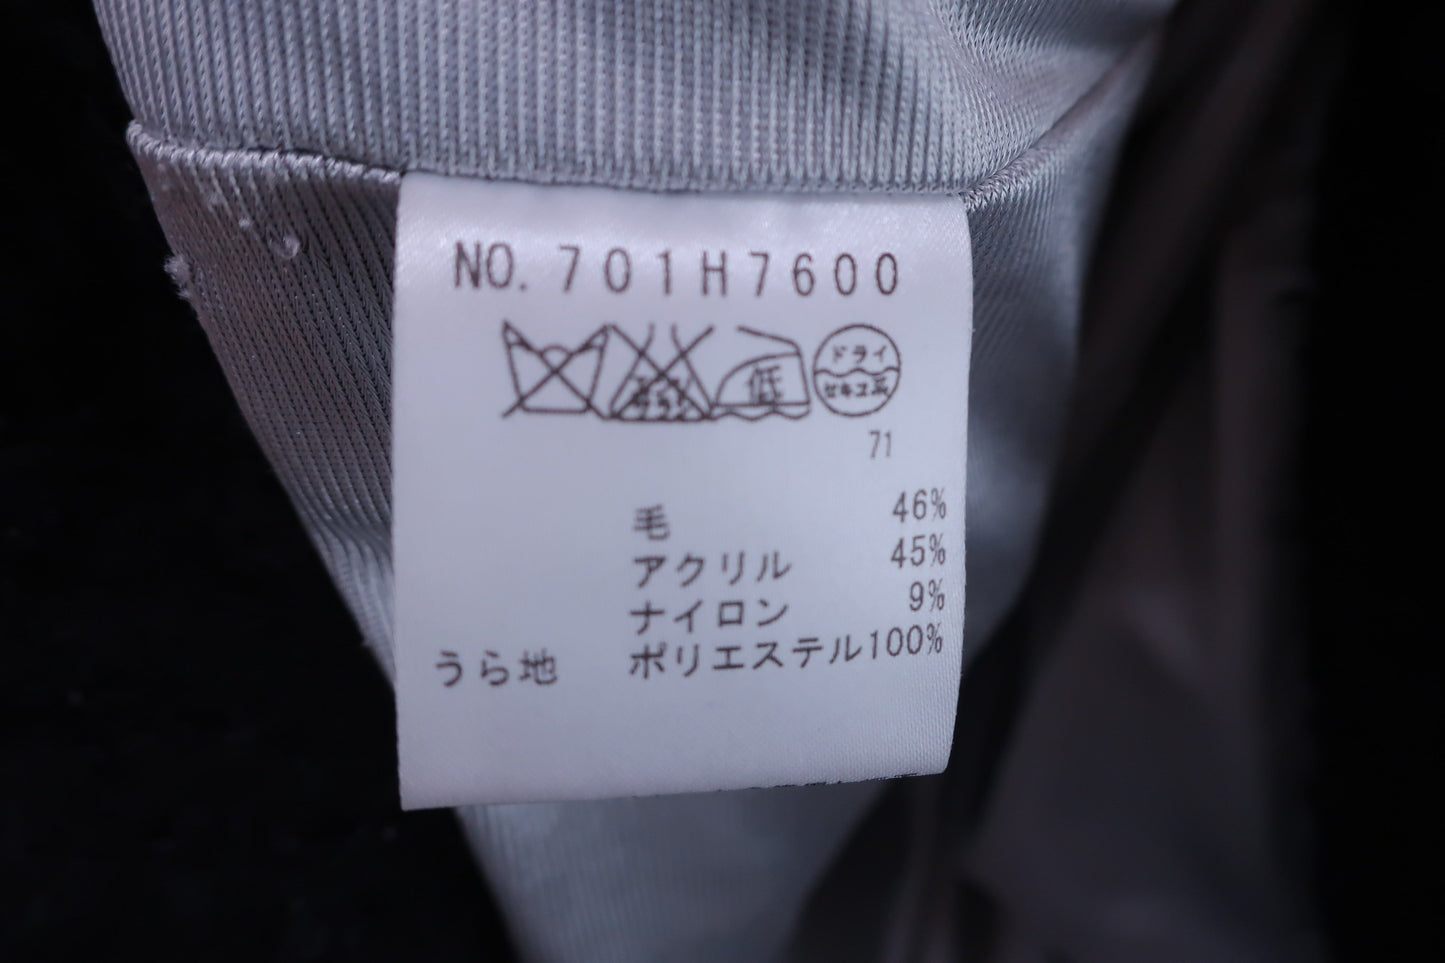 NO. 701H7600
低
ドライ
セキユ系
71
毛 46%
アクリル 45%
ナイロン 9%
うら地 ポリエステル100%